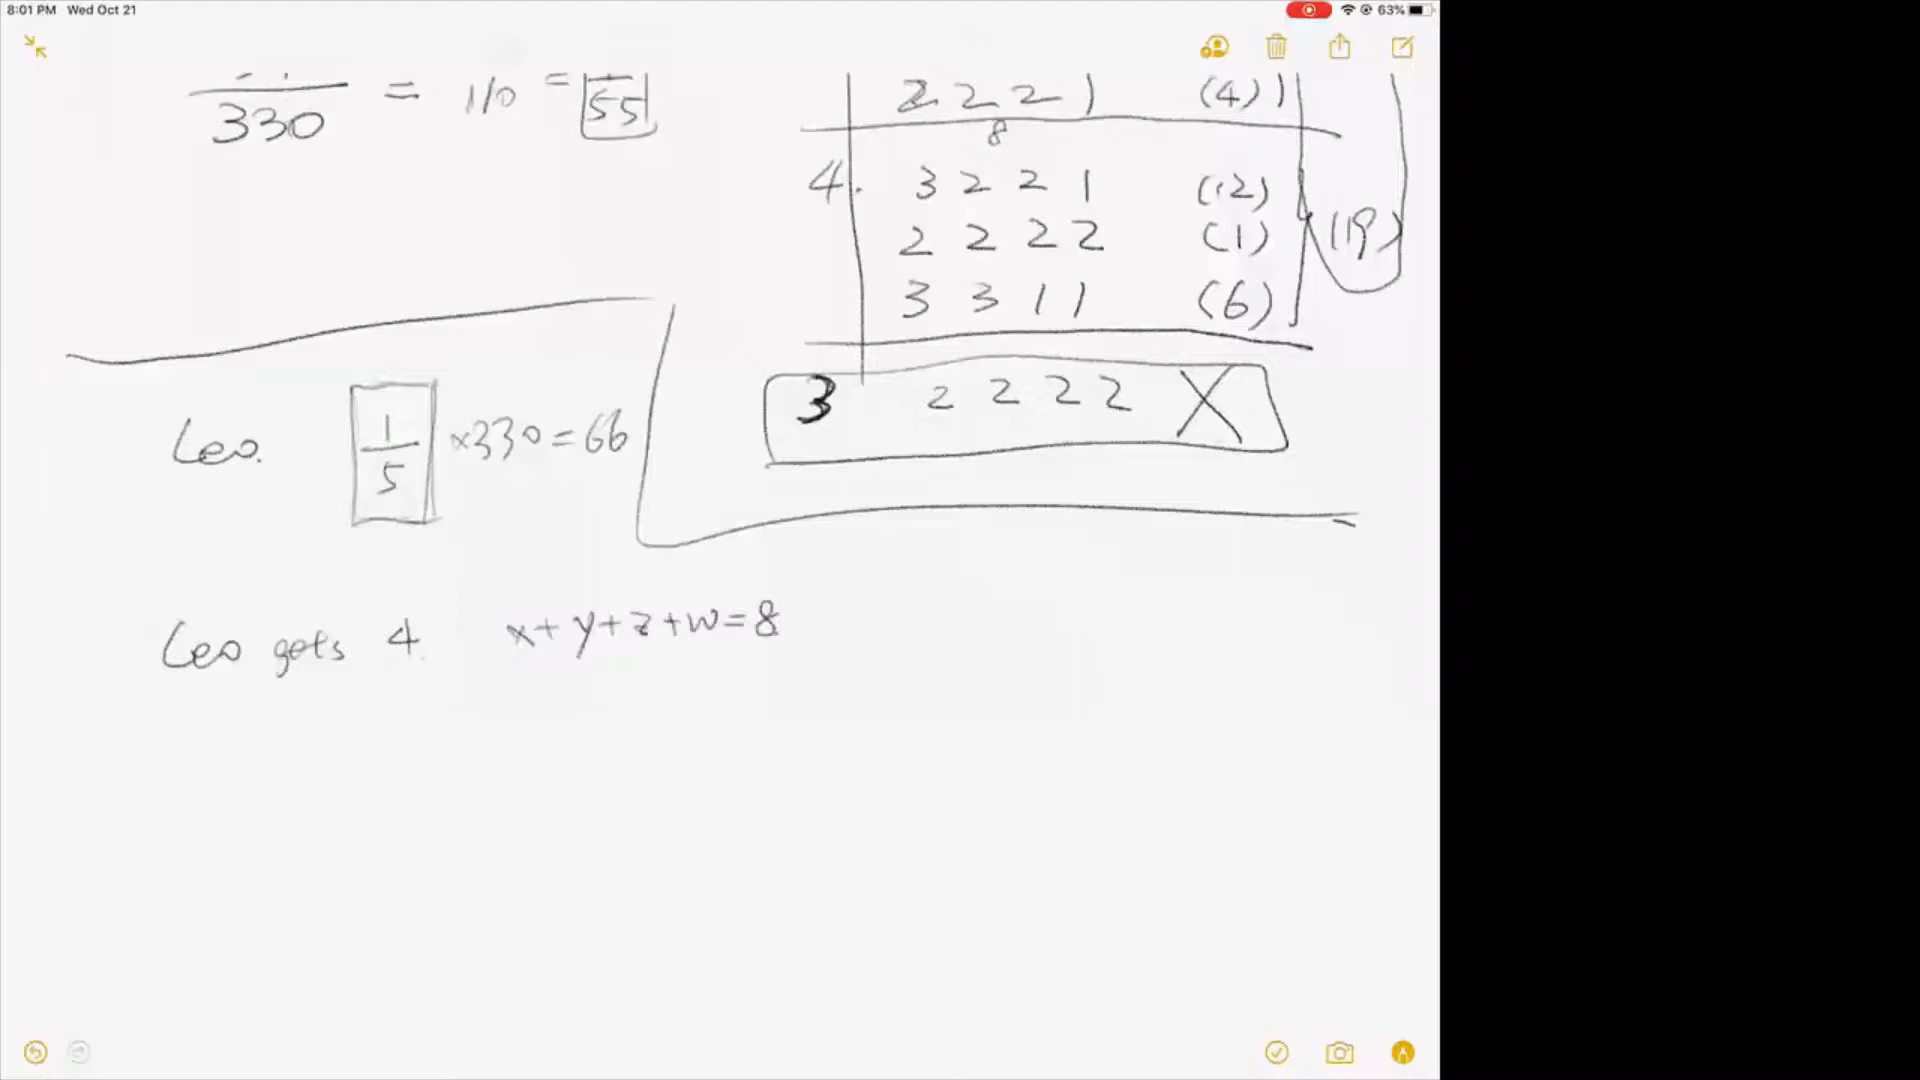 8:01 PM Wed Oct 21
63%
330 = 110 = 55
2 2 2 1 (4)
8
4. 3 2 2 1 (12)
2 2 2 2 (1) (19)
3 3 1 1 (6)
3 2 2 2 2 X
Leo. 1/5 ×330=66
Leo gets 4. x+y+z+w=8